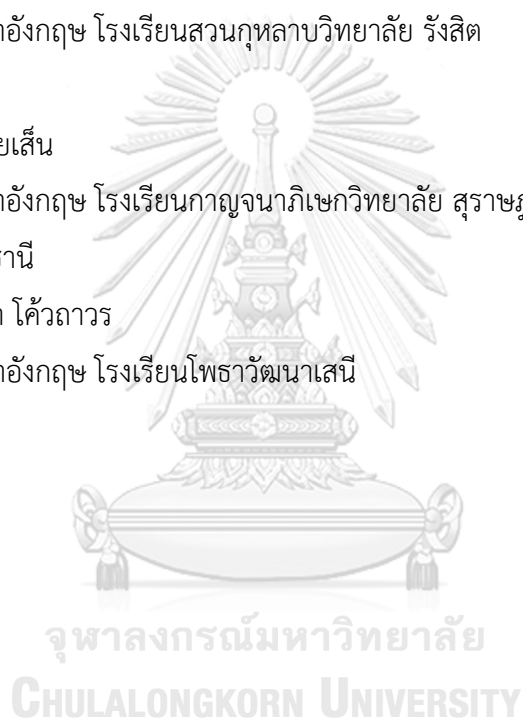 าอังกฤษ โรงเรียนสวนกุหลาบวิทยาลัย รังสิต
ยเส็น
าอังกฤษ โรงเรียนกาญจนาภิเษกวิทยาลัย สุราษฎ
ธานี
า โค้วถาวร
าอังกฤษ โรงเรียนโพธาวัฒนาเสนี
จุฬาลงกรณ์มหาวิทยาลัย
CHULALONGKORN UNIVERSITY